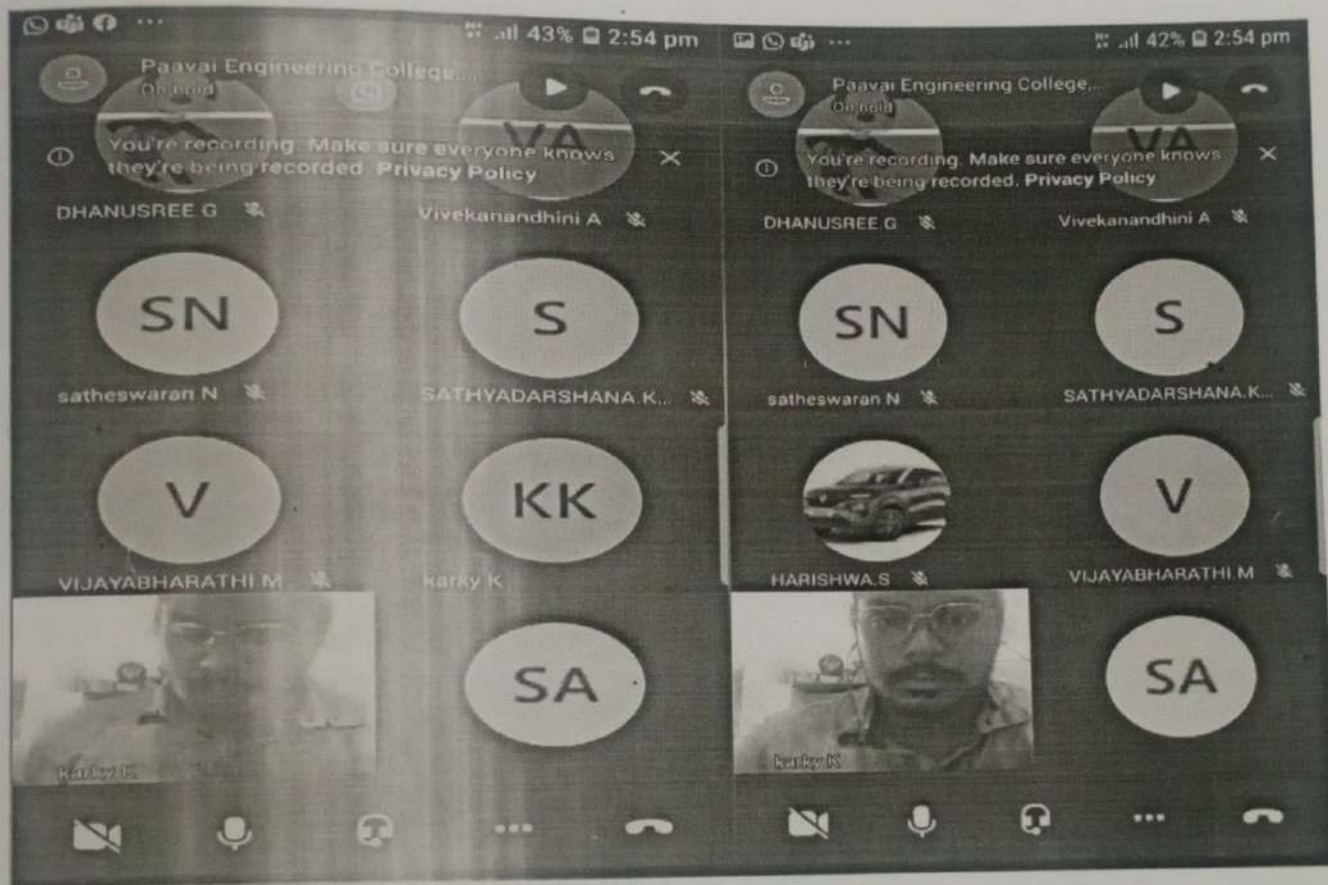 43% 2:54 pm
Paavai Engineering College,...
On hold
VA
You're recording. Make sure everyone knows
they're being recorded. Privacy Policy
DHANUSREE G
Vivekanandhini A
SN
S
satheswaran N
SATHYADARSHANA.K...
V
KK
VIJAYABHARATHI.M
karky K
SA
karky K
42% 2:54 pm
Paavai Engineering College,...
On hold
VA
You're recording. Make sure everyone knows
they're being recorded. Privacy Policy
DHANUSREE G
Vivekanandhini A
SN
S
satheswaran N
SATHYADARSHANA.K...
V
HARISHWA.S
VIJAYABHARATHI.M
SA
karky K